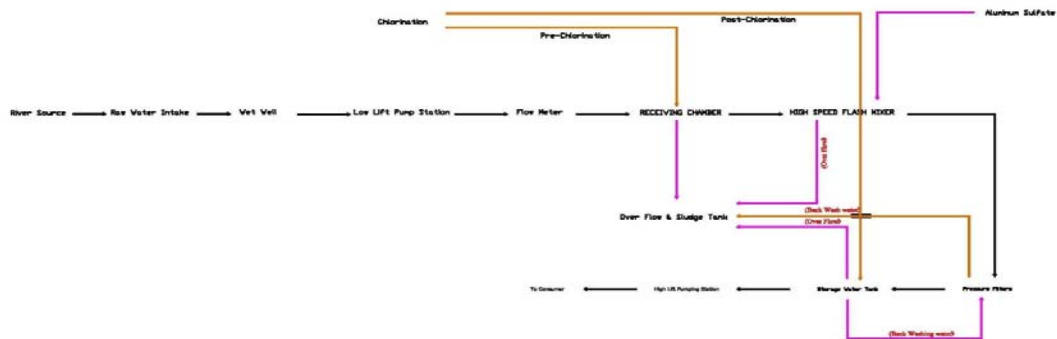 Chlorination
Post-Chlorination
Aluminum Sulfate
Pre-Chlorination
River Source
Raw Water Intake
Wet Well
Low Lift Pump Station
Flow Meter
RECEIVING CHAMBER
HIGH SPEED FLASH MIXER
(Over Flow)
(Back Wash water)
Over Flow & Sludge Tank
(Over Flow)
To Consumer
High Lift Pumping Station
Storage Water Tank
Pressure Filters
(Back Washing water)